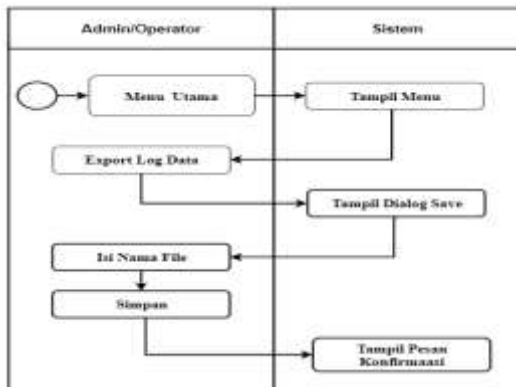 Admin/Operator
Sistem
Menu Utama
Tampil Menu
Export Log Data
Tampil Dialog Save
Isi Nama File
Simpan
Tampil Pesan
Konfirmaasi